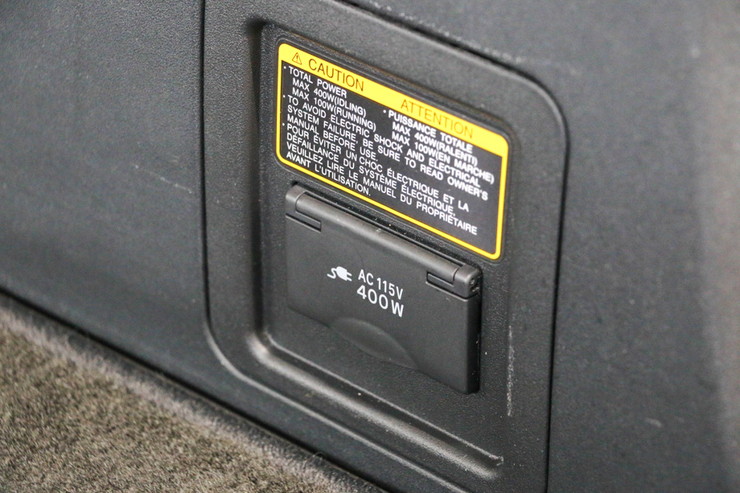 ⚠ CAUTION ATTENTION
· TOTAL POWER
MAX 400W(IDLING)
MAX 100W(RUNNING)
· PUISSANCE TOTALE
MAX 400W(RALENTI)
MAX 100W(EN MARCHE)
· TO AVOID ELECTRIC SHOCK AND ELECTRICAL
SYSTEM FAILURE, BE SURE TO READ OWNER'S
MANUAL BEFORE USE.
· POUR ÉVITER UN CHOC ÉLECTRIQUE ET LA
DÉFAILLANCE DU SYSTÈME ÉLECTRIQUE,
VEUILLEZ LIRE LE MANUEL DU PROPRIÉTAIRE
AVANT L'UTILISATION.
AC 115V
400W